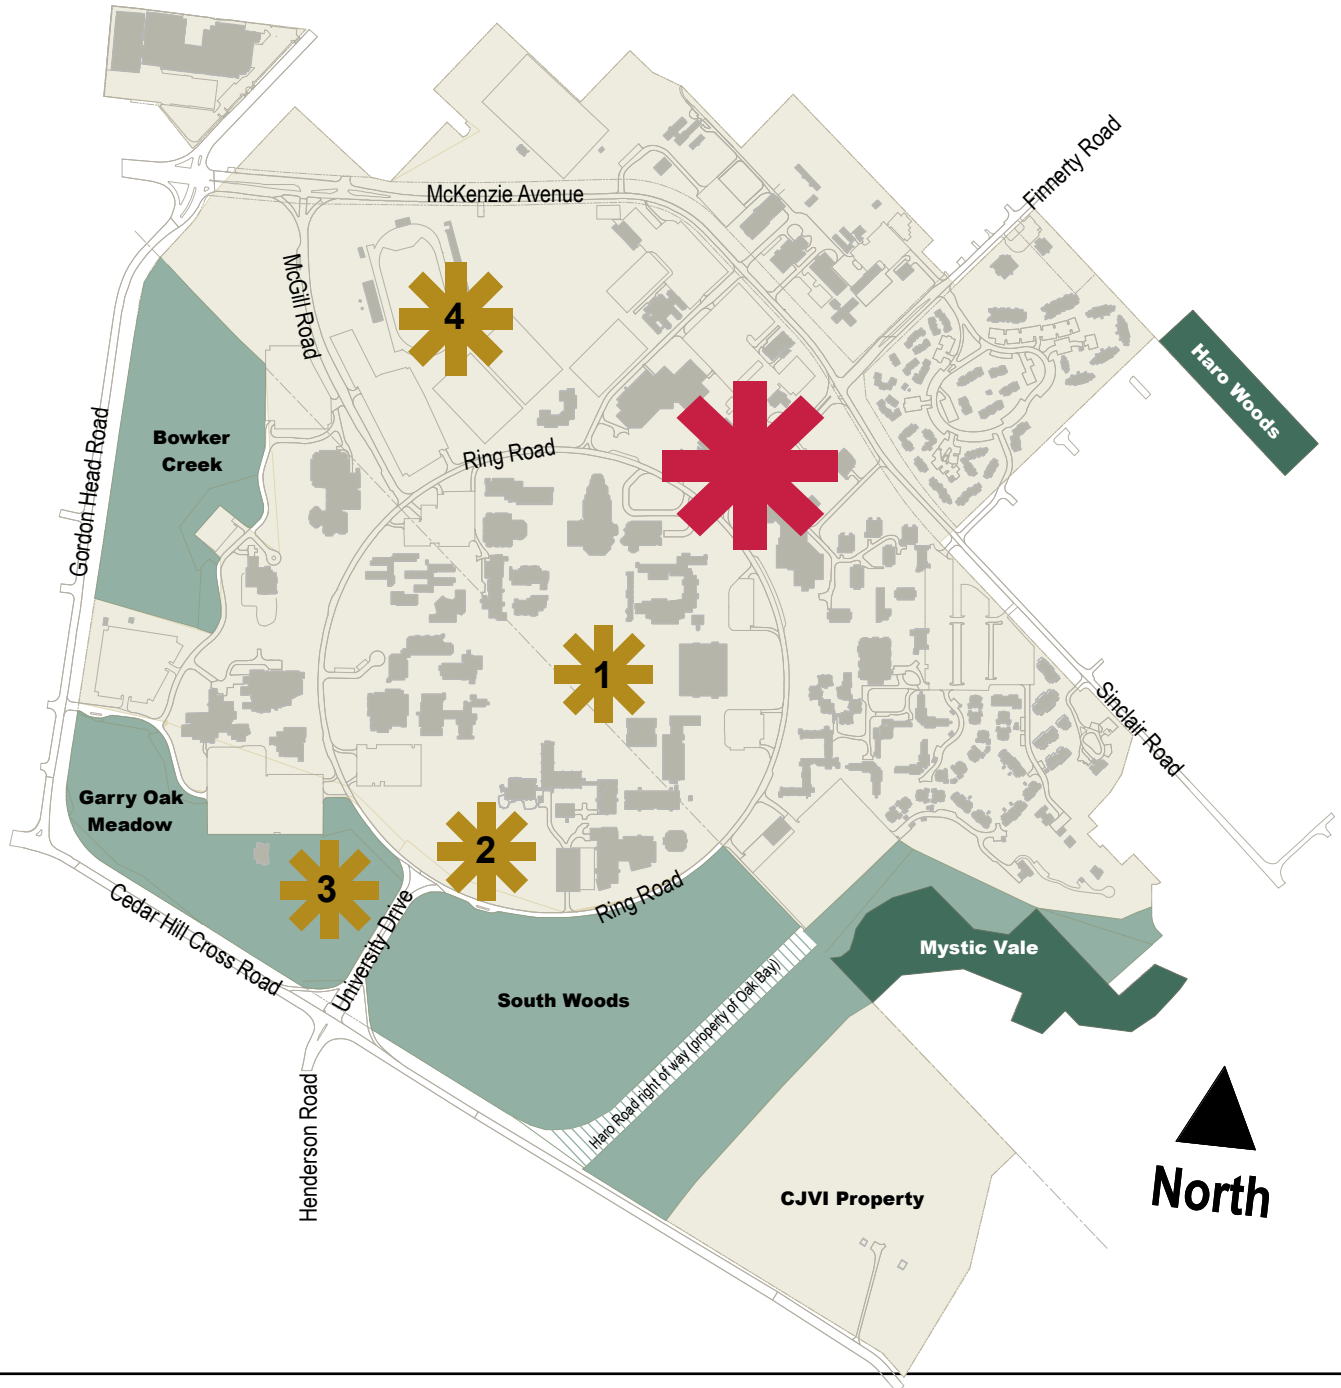 McKenzie Avenue
Finnerty Road
McGill Road
4
Haro Woods
Gordon Head Road
Bowker
Creek
Ring Road
1
Sinclair Road
Garry Oak
Meadow
2
3
Cedar Hill Cross Road
University Drive
Ring Road
Mystic Vale
South Woods
Haro Road right of way (property of Oak Bay)
Henderson Road
CJVI Property
North